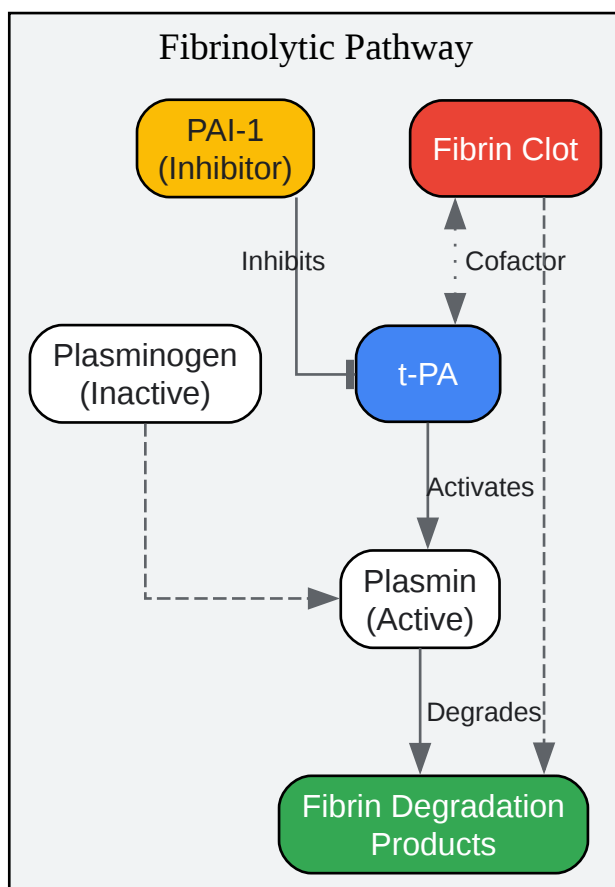 Fibrinolytic Pathway
PAI-1
(Inhibitor)
Fibrin Clot
Inhibits
Cofactor
Plasminogen
(Inactive)
t-PA
Activates
Plasmin
(Active)
Degrades
Fibrin Degradation
Products